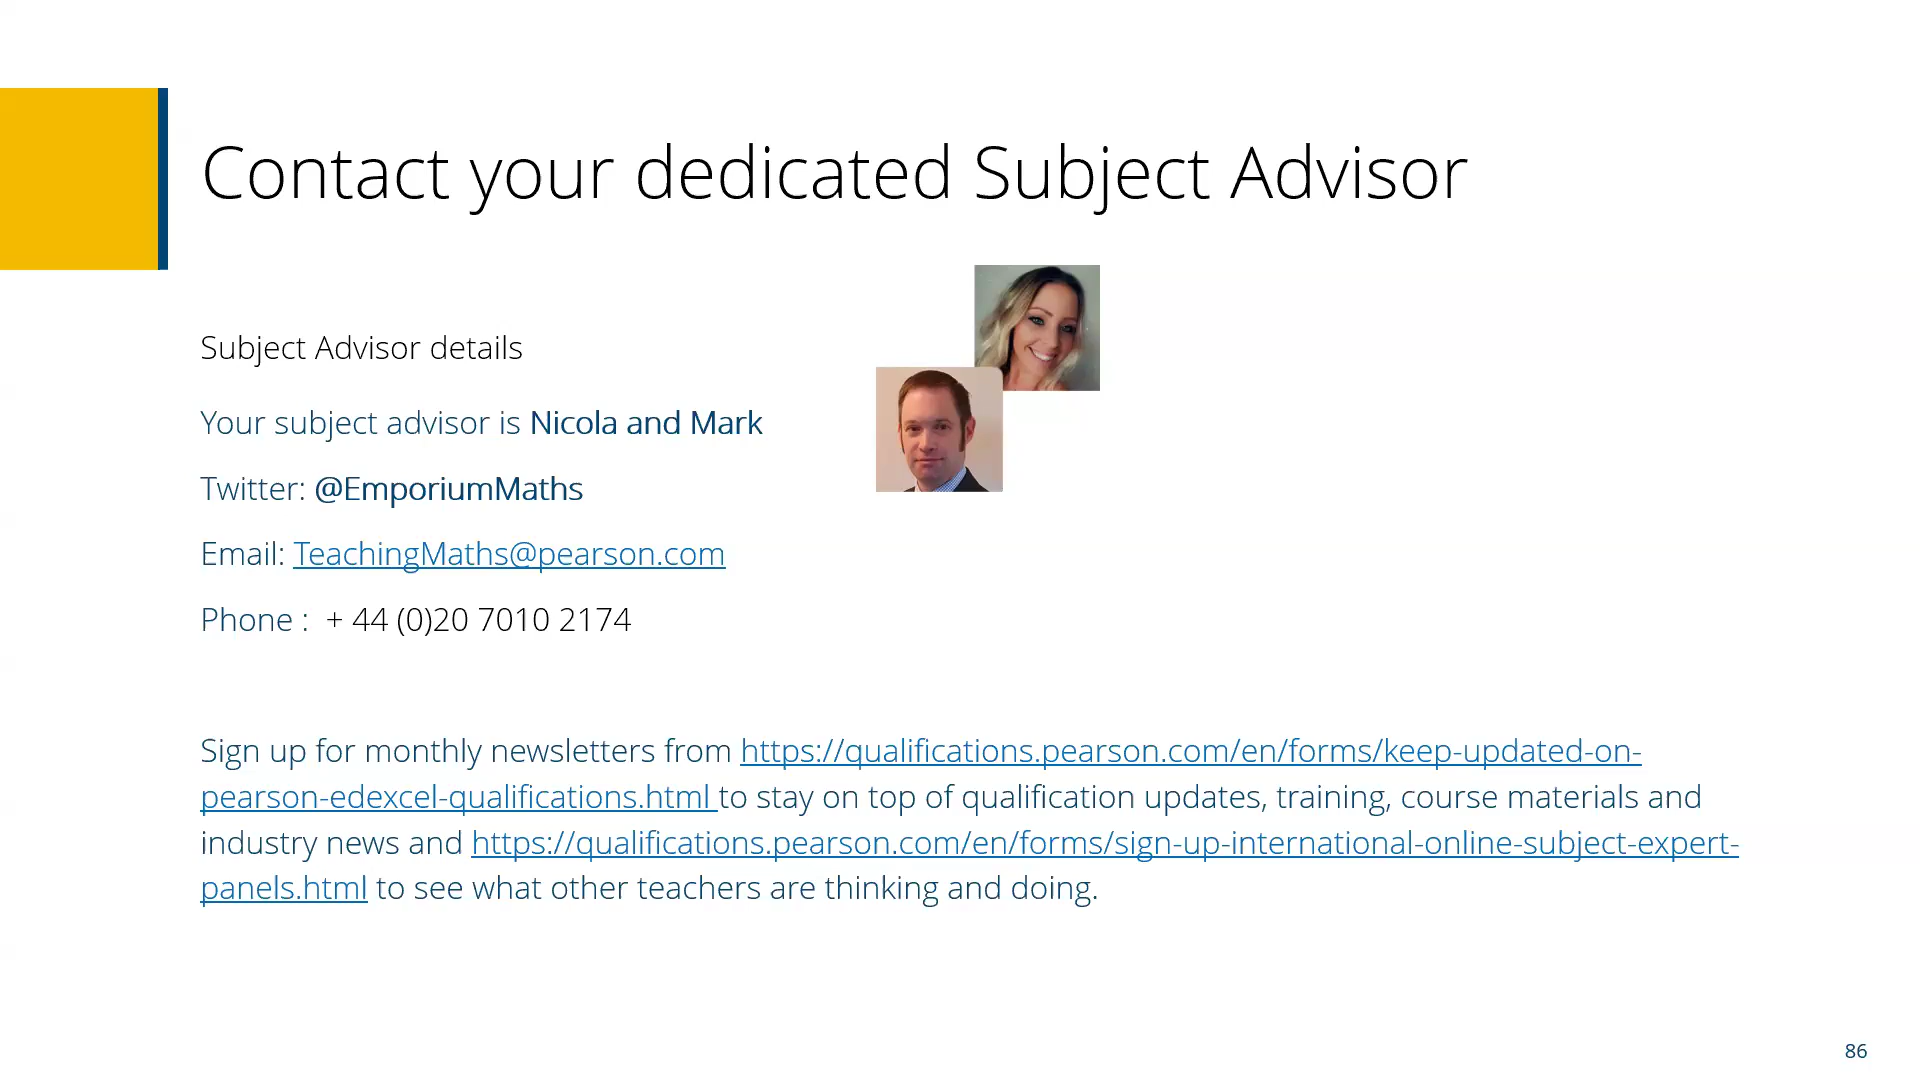 Contact your dedicated Subject Advisor
Subject Advisor details
Your subject advisor is Nicola and Mark
Twitter: @EmporiumMaths
Email: TeachingMaths@pearson.com
Phone : + 44 (0)20 7010 2174
Sign up for monthly newsletters from https://qualifications.pearson.com/en/forms/keep-updated-on-
pearson-edexcel-qualifications.html to stay on top of qualification updates, training, course materials and
industry news and https://qualifications.pearson.com/en/forms/sign-up-international-online-subject-expert-
panels.html to see what other teachers are thinking and doing.
86